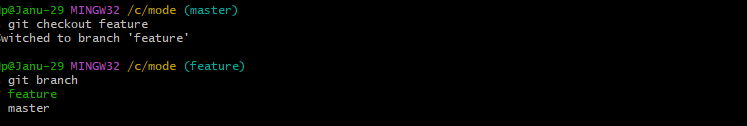 p@Janu-29 MINGW32 /c/mode (master)
git checkout feature
witched to branch 'feature'
p@Janu-29 MINGW32 /c/mode (feature)
git branch
feature
master